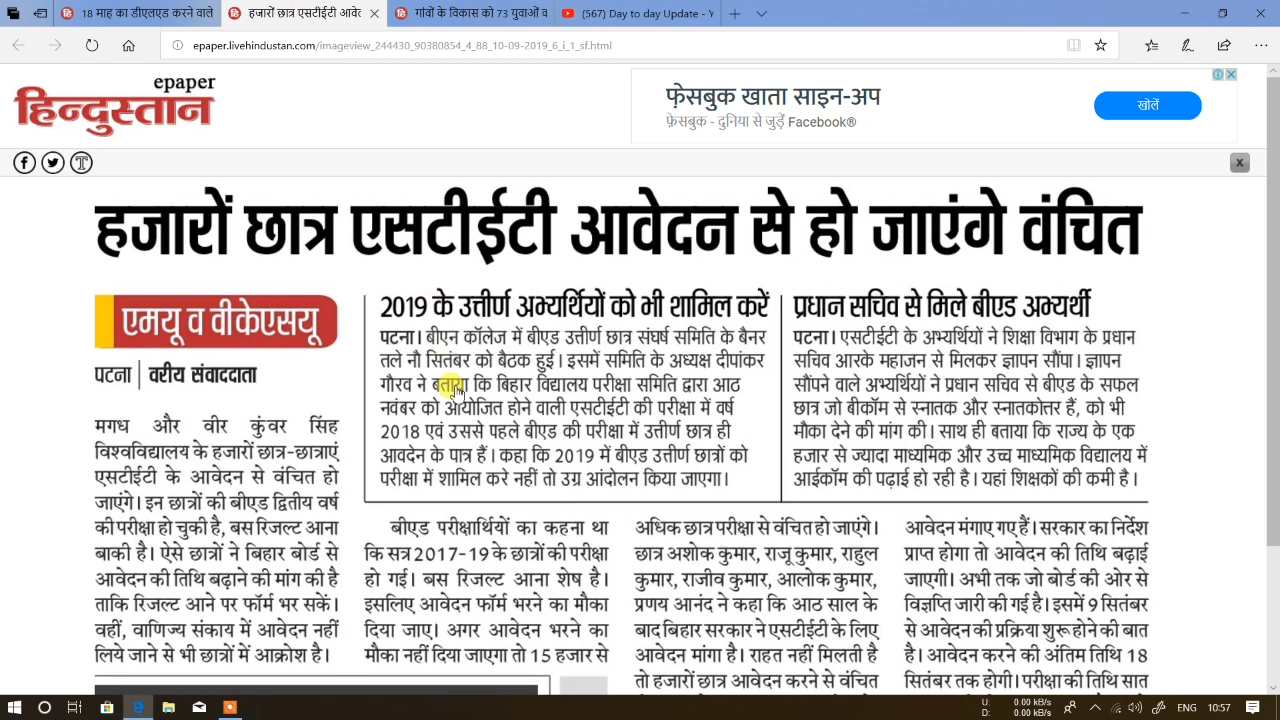 18 माह का डीएलएड करने वाले
हजारों छात्र एसटीईटी आवे
गांवों के विकास को 73 युवाओं व
(567) Day to day Update - Y
epaper.livehindustan.com/imageview_244430_90380854_4_88_10-09-2019_6_i_1_sf.html
epaper
हिन्दुस्तान
फ़ेसबुक खाता साइन-अप
फ़ेसबुक - दुनिया से जुड़ें Facebook®
खोलें
हजारों छात्र एसटीईटी आवेदन से हो जाएंगे वंचित
एमयू व वीकेएसयू
पटना | वरीय संवाददाता
मगध और वीर कुंवर सिंह
विश्वविद्यालय के हजारों छात्र-छात्राएं
एसटीईटी के आवेदन से वंचित हो
जाएंगे। इन छात्रों की बीएड द्वितीय वर्ष
की परीक्षा हो चुकी है, बस रिजल्ट आना
बाकी है। ऐसे छात्रों ने बिहार बोर्ड से
आवेदन की तिथि बढ़ाने की मांग की है
ताकि रिजल्ट आने पर फॉर्म भर सकें।
वहीं, वाणिज्य संकाय में आवेदन नहीं
लिये जाने से भी छात्रों में आक्रोश है।
2019 के उत्तीर्ण अभ्यर्थियों को भी शामिल करें
पटना। बीएन कॉलेज में बीएड उत्तीर्ण छात्र संघर्ष समिति के बैनर
तले नौ सितंबर को बैठक हुई। इसमें समिति के अध्यक्ष दीपांकर
गौरव ने बताया कि बिहार विद्यालय परीक्षा समिति द्वारा आठ
नवंबर को आयोजित होने वाली एसटीईटी की परीक्षा में वर्ष
2018 एवं उससे पहले बीएड की परीक्षा में उत्तीर्ण छात्र ही
आवदेन के पात्र हैं। कहा कि 2019 में बीएड उत्तीर्ण छात्रों को
परीक्षा में शामिल करे नहीं तो उग्र आंदोलन किया जाएगा।
प्रधान सचिव से मिले बीएड अभ्यर्थी
पटना। एसटीईटी के अभ्यर्थियों ने शिक्षा विभाग के प्रधान
सचिव आरके महाजन से मिलकर ज्ञापन सौंपा। ज्ञापन
सौंपने वाले अभ्यर्थियों ने प्रधान सचिव से बीएड के सफल
छात्र जो बीकॉम से स्नातक और स्नातकोत्तर हैं, को भी
मौका देने की मांग की। साथ ही बताया कि राज्य के एक
हजार से ज्यादा माध्यमिक और उच्च माध्यमिक विद्यालय में
आईकॉम की पढ़ाई हो रही है। यहां शिक्षकों की कमी है।
बीएड परीक्षार्थियों का कहना था
कि सत्र 2017-19 के छात्रों की परीक्षा
हो गई। बस रिजल्ट आना शेष है।
इसलिए आवेदन फॉर्म भरने का मौका
दिया जाए। अगर आवेदन भरने का
मौका नहीं दिया जाएगा तो 15 हजार से
अधिक छात्र परीक्षा से वंचित हो जाएंगे।
छात्र अशोक कुमार, राजू कुमार, राहुल
कुमार, राजीव कुमार, आलोक कुमार,
प्रणय आनंद ने कहा कि आठ साल के
बाद बिहार सरकार ने एसटीईटी के लिए
आवेदन मांगा है। राहत नहीं मिलती है
तो हजारों छात्र आवेदन करने से वंचित
आवेदन मंगाए गए हैं। सरकार का निर्देश
प्राप्त होगा तो आवेदन की तिथि बढ़ाई
जाएगी। अभी तक जो बोर्ड की ओर से
विज्ञप्ति जारी की गई है। इसमें 9 सितंबर
से आवेदन की प्रक्रिया शुरू होने की बात
है। आवेदन करने की अंतिम तिथि 18
सितंबर तक होगी। परीक्षा की तिथि सात
U: 0.00 kB/s
D: 0.00 kB/s
ENG
10:57